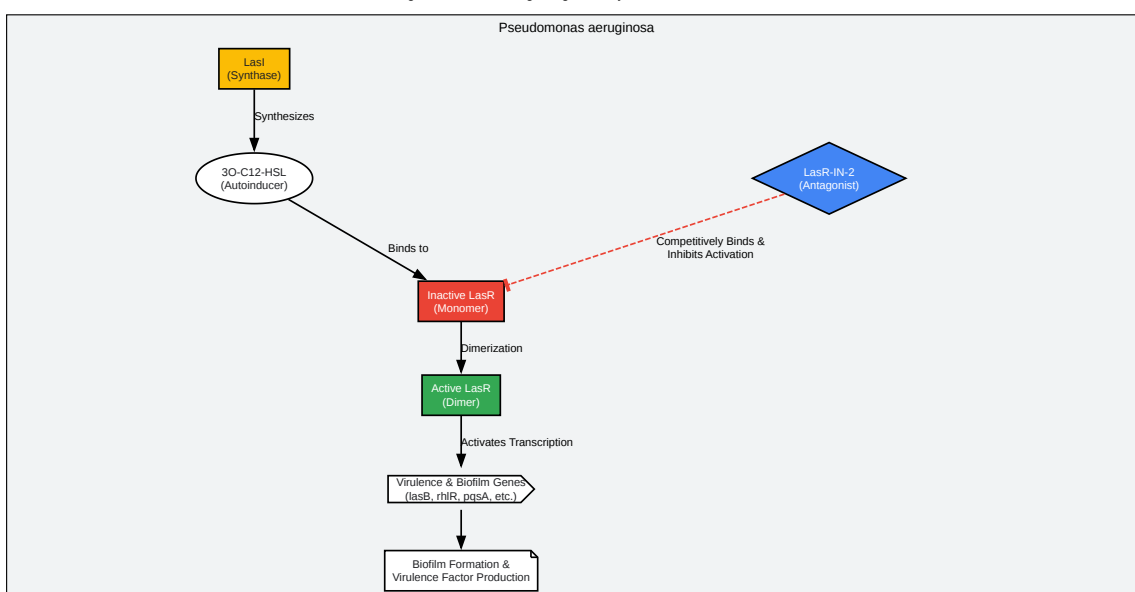 Pseudomonas aeruginosa
LasI
(Synthase)
Synthesizes
3O-C12-HSL
(Autoinducer)
LasR-IN-2
(Antagonist)
Binds to
Competitively Binds &
Inhibits Activation
Inactive LasR
(Monomer)
Dimerization
Active LasR
(Dimer)
Activates Transcription
Virulence & Biofilm Genes
(lasB, rhlR, pqsA, etc.)
Biofilm Formation &
Virulence Factor Production